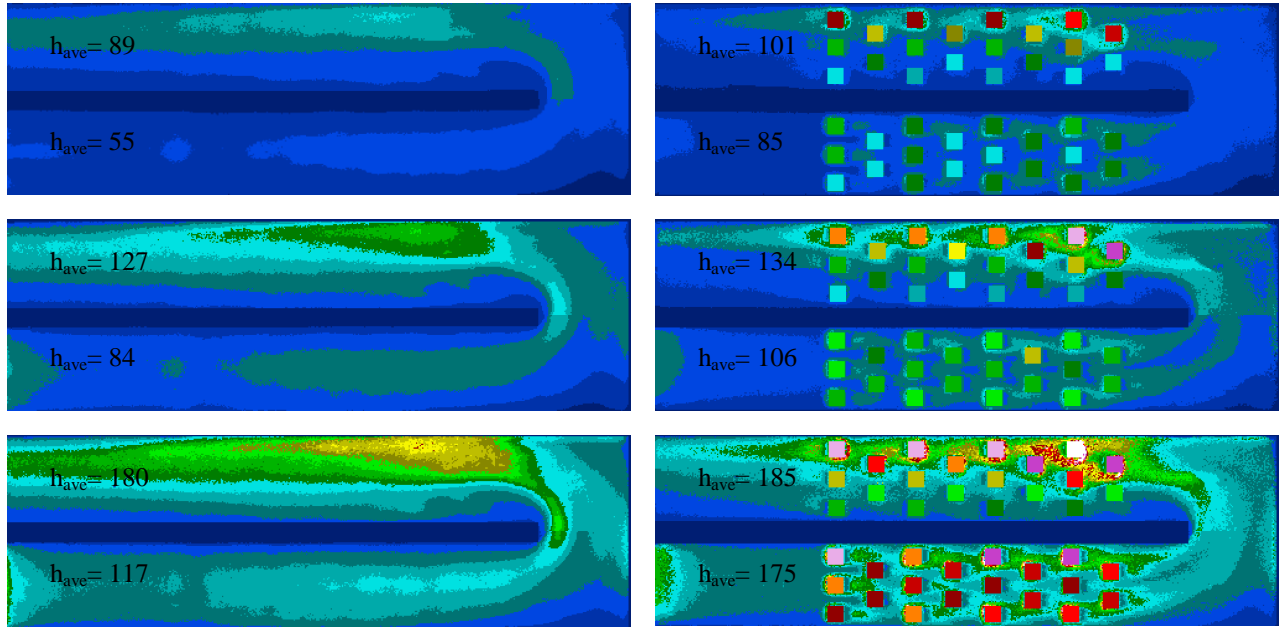 h_ave= 89
h_ave= 101
h_ave= 55
h_ave= 85
h_ave= 127
h_ave= 134
h_ave= 84
h_ave= 106
h_ave= 180
h_ave= 185
h_ave= 117
h_ave= 175